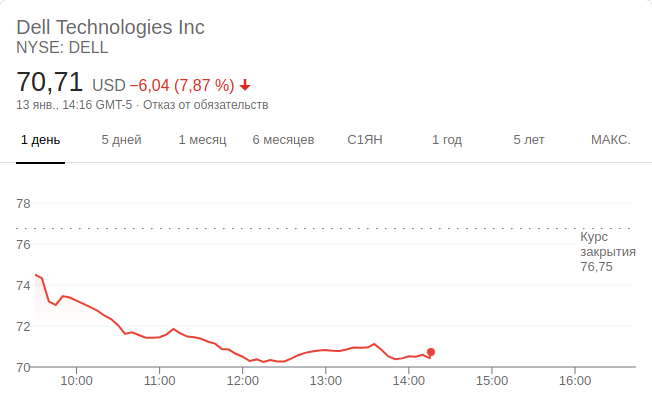 Dell Technologies Inc
NYSE: DELL
70,71 USD −6,04 (7,87 %)
13 янв., 14:16 GMT-5 · Отказ от обязательств
1 день 5 дней 1 месяц 6 месяцев С1ЯН 1 год 5 лет МАКС.
78
Курс
76
закрытия
76,75
74
72
70
10:00 11:00 12:00 13:00 14:00 15:00 16:00